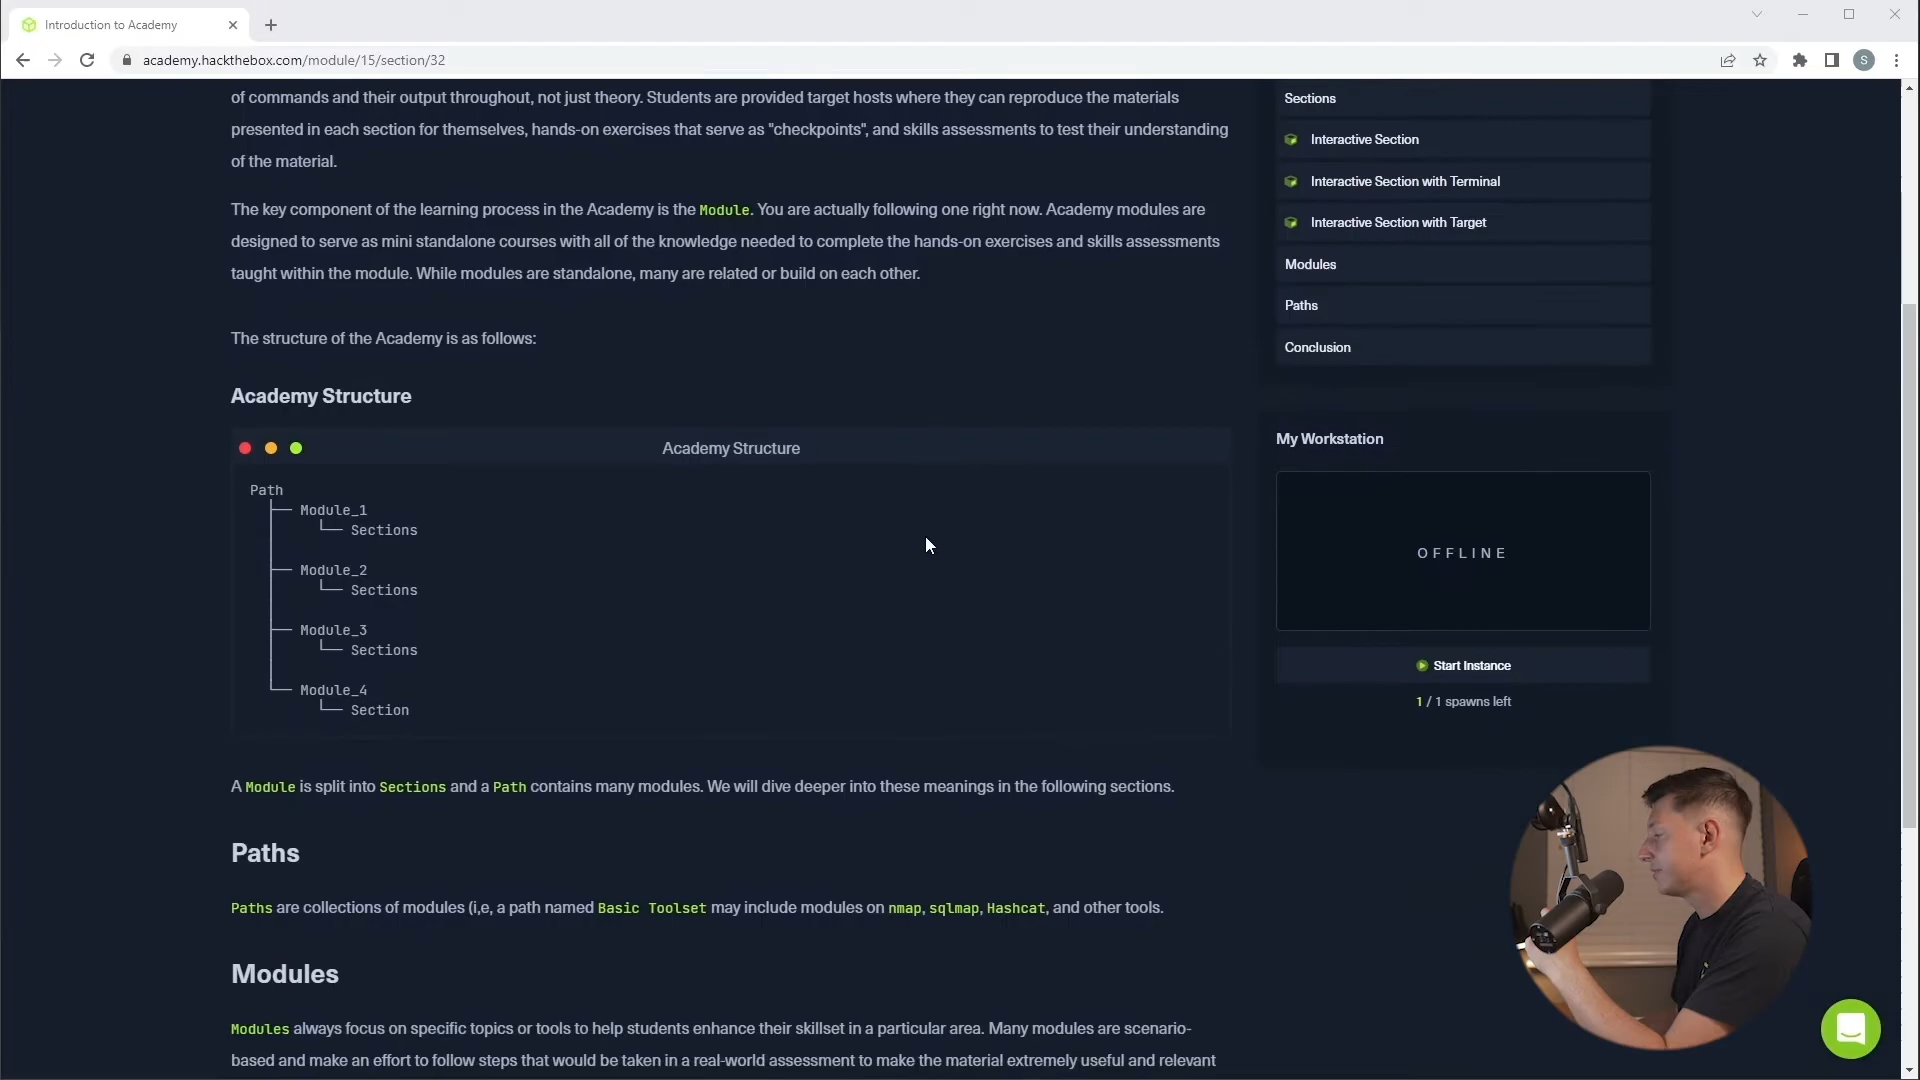 Introduction to Academy
academy.hackthebox.com/module/15/section/32
S
of commands and their output throughout, not just theory. Students are provided target hosts where they can reproduce the materials
presented in each section for themselves, hands-on exercises that serve as "checkpoints", and skills assessments to test their understanding
of the material.
The key component of the learning process in the Academy is the Module. You are actually following one right now. Academy modules are
designed to serve as mini standalone courses with all of the knowledge needed to complete the hands-on exercises and skills assessments
taught within the module. While modules are standalone, many are related or build on each other.
The structure of the Academy is as follows:
Academy Structure
Academy Structure
Path
├── Module_1
└── Sections
├── Module_2
└── Sections
├── Module_3
└── Sections
└── Module_4
└── Section
A Module is split into Sections and a Path contains many modules. We will dive deeper into these meanings in the following sections.
Paths
Paths are collections of modules (i,e, a path named Basic Toolset may include modules on nmap, sqlmap, Hashcat, and other tools.
Modules
Modules always focus on specific topics or tools to help students enhance their skillset in a particular area. Many modules are scenario-
based and make an effort to follow steps that would be taken in a real-world assessment to make the material extremely useful and relevant
Sections
Interactive Section
Interactive Section with Terminal
Interactive Section with Target
Modules
Paths
Conclusion
My Workstation
OFFLINE
Start Instance
1 / 1 spawns left